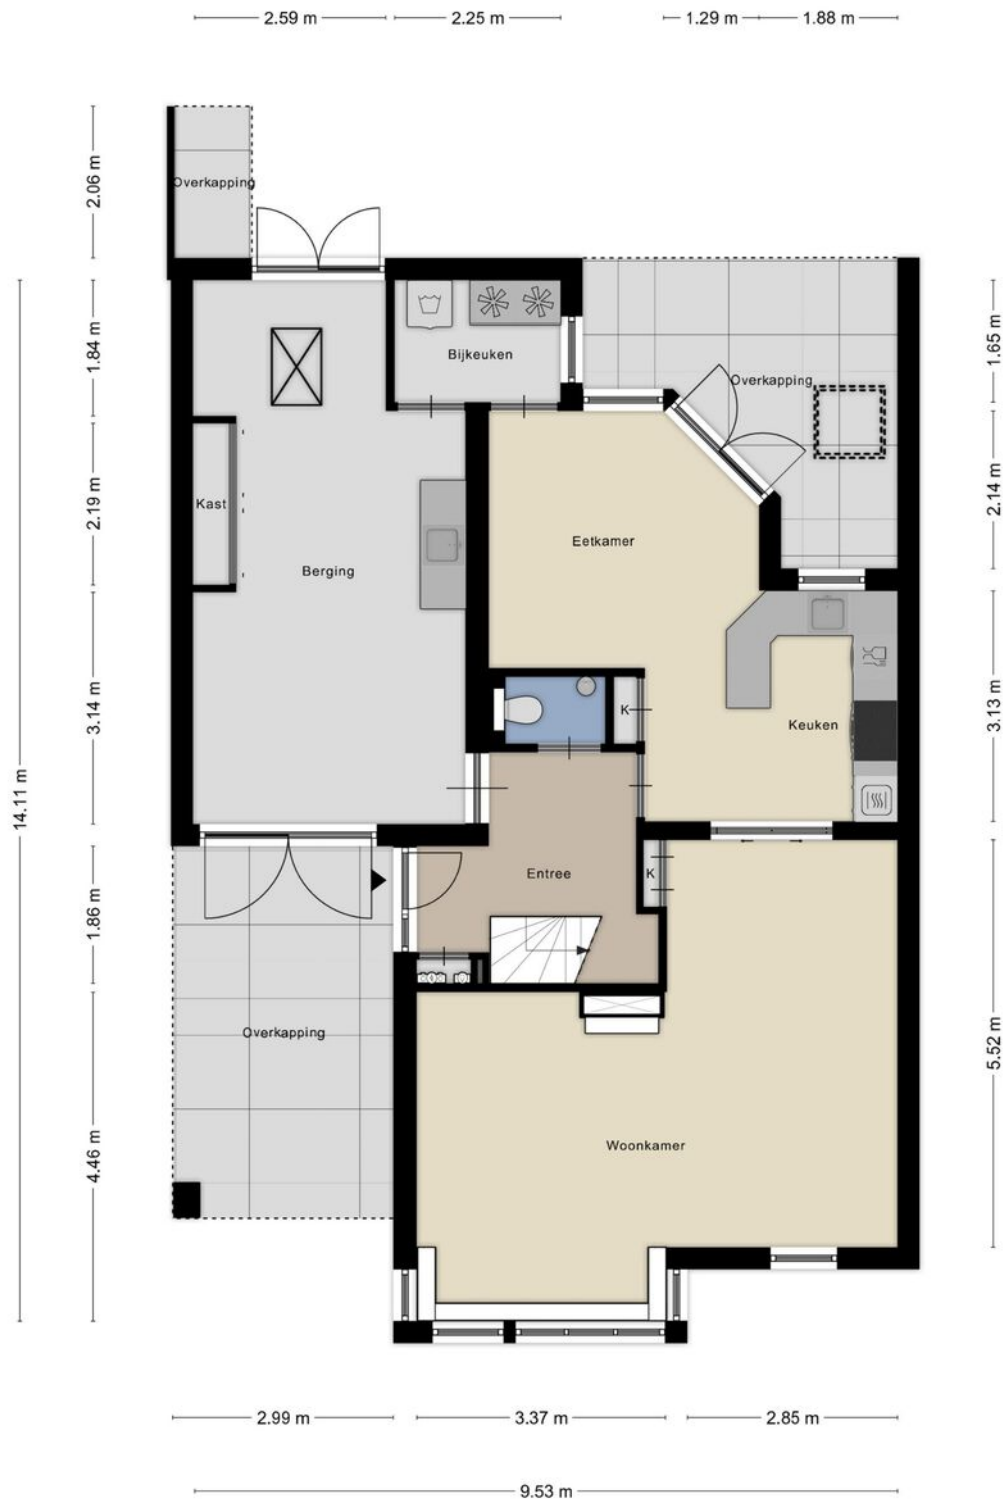 2.59 m
2.25 m
1.29 m
1.88 m
2.06 m
Overkapping
1.84 m
1.65 m
Bijkeuken
Overkapping
2.19 m
2.14 m
Kast
Eetkamer
Berging
3.14 m
K
Keuken
3.13 m
14.11 m
1.86 m
Entree
K
Overkapping
5.52 m
4.46 m
Woonkamer
2.99 m
3.37 m
2.85 m
9.53 m